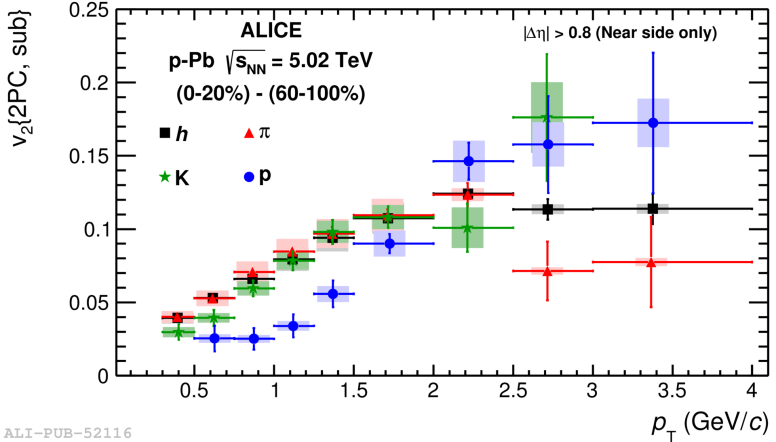 ALICE
|Δη| > 0.8 (Near side only)
p-Pb √sNN = 5.02 TeV
(0-20%) - (60-100%)
h
π
K
p
v2{2PC, sub}
0.25
0.2
0.15
0.1
0.05
0
0.5
1
1.5
2
2.5
3
3.5
4
pT (GeV/c)
ALI-PUB-52116